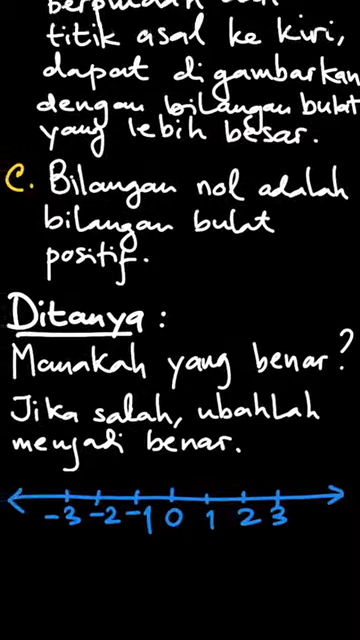 titik asal ke kiri,
dapat digambarkan
dengan bilangan bulat
yang lebih besar.
C. Bilangan nol adalah
bilangan bulat
positif.
Ditanya :
Manakah yang benar?
Jika salah, ubahlah
menjadi benar.
-3 -2 -1 0 1 2 3